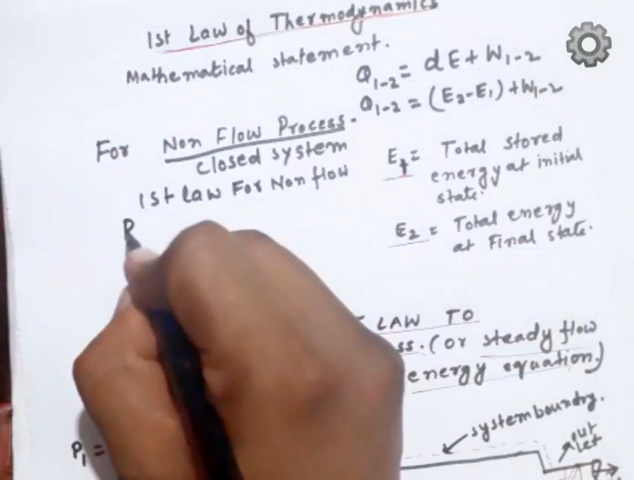 1st Law of Thermodynamics
Mathematical statement.
Q1-2 = dE + W1-2
Q1-2 = (E2-E1) + W1-2
For Non Flow Process.
closed system
1st law For Non flow
E1 = Total stored
energy at initial
state.
E2 = Total energy
at Final state.
LAW TO
(or steady flow
energy equation)
system boundry.
out
let
P1 =